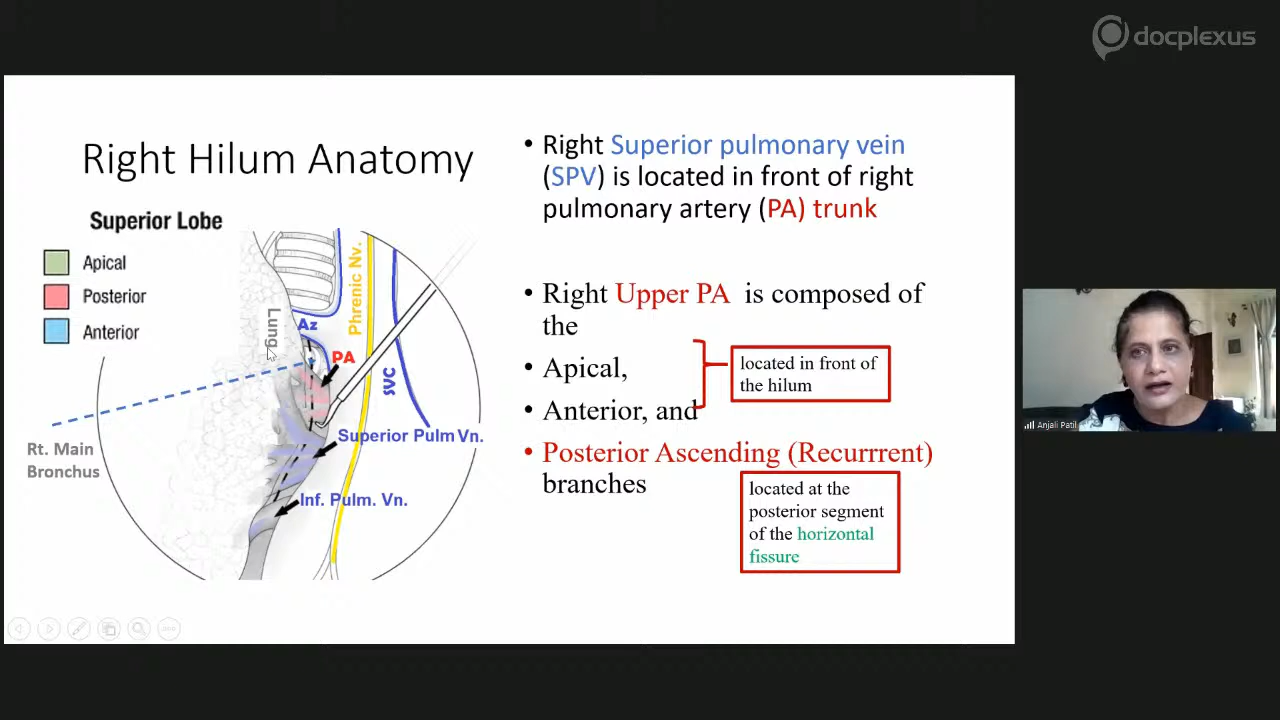 docplexus
Right Hilum Anatomy
Superior Lobe
Apical
Posterior
Anterior
Lung
Az
Phrenic Nv.
PA
SVC
Superior Pulm Vn.
Inf. Pulm. Vn.
Rt. Main
Bronchus
• Right Superior pulmonary vein
(SPV) is located in front of right
pulmonary artery (PA) trunk
• Right Upper PA is composed of
the
• Apical,
• Anterior, and
located in front of
the hilum
• Posterior Ascending (Recurrrent)
branches
located at the
posterior segment
of the horizontal
fissure
Anjali Patil